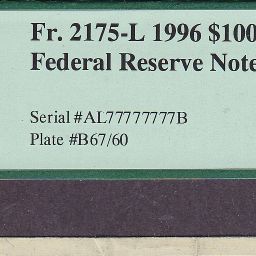 Fr. 2175-L 1996 $100
Federal Reserve Note
Serial #AL77777777B
Plate #B67/60